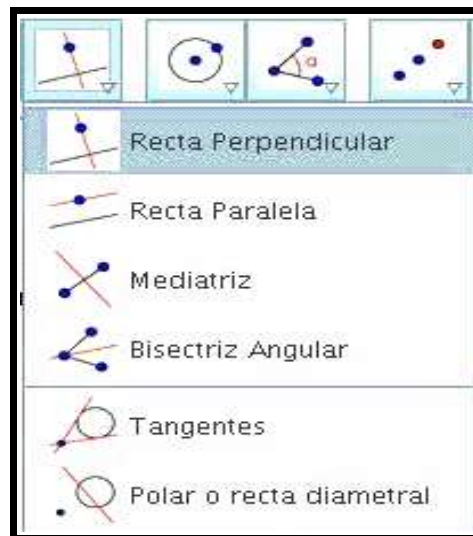 α
Recta Perpendicular
Recta Paralela
Mediatriz
Bisectriz Angular
Tangentes
Polar o recta diametral